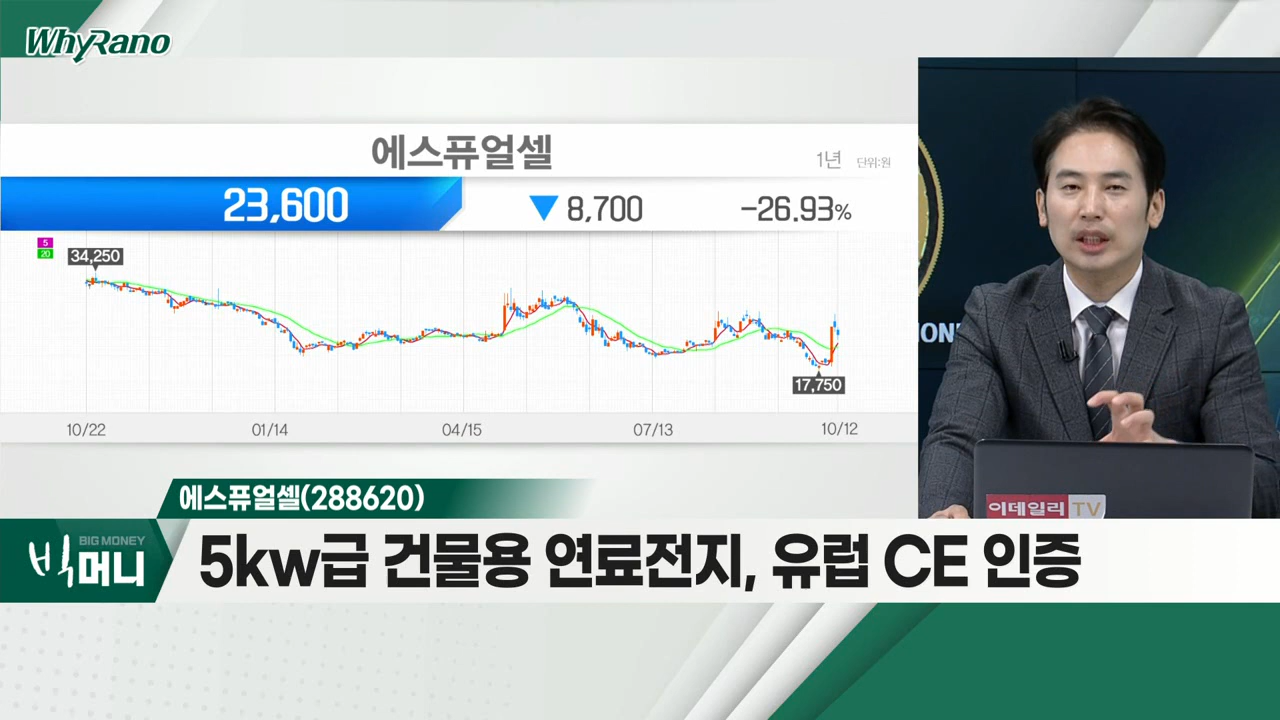 WhyRano
에스퓨얼셀
1년 단위:원
23,600 ▼ 8,700 -26.93%
5
20
34,250
17,750
10/22 01/14 04/15 07/13 10/12
에스퓨얼셀(288620)
BIG MONEY
빅머니
5kw급 건물용 연료전지, 유럽 CE 인증
이데일리 TV